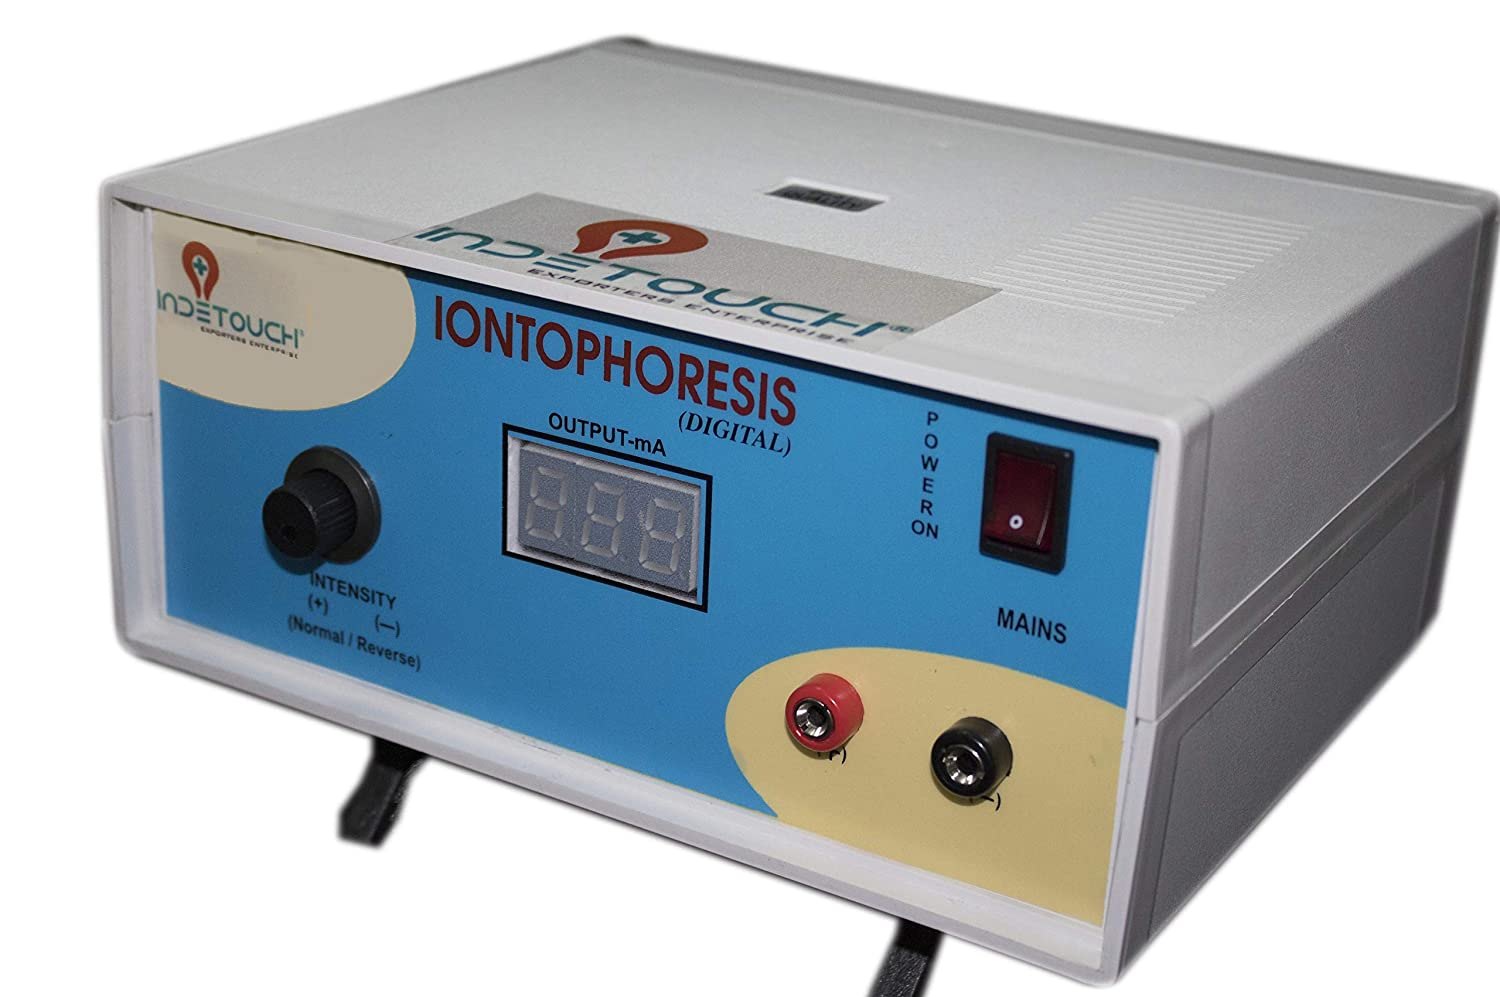 INDETOUCH®
EXPORTERS ENTERPRISE
INDETOUCH
EXPORTERS ENTERPRISE
IONTOPHORESIS
(DIGITAL)
OUTPUT-mA
POWER ON
INTENSITY
(+) (—)
(Normal / Reverse)
MAINS
(—)